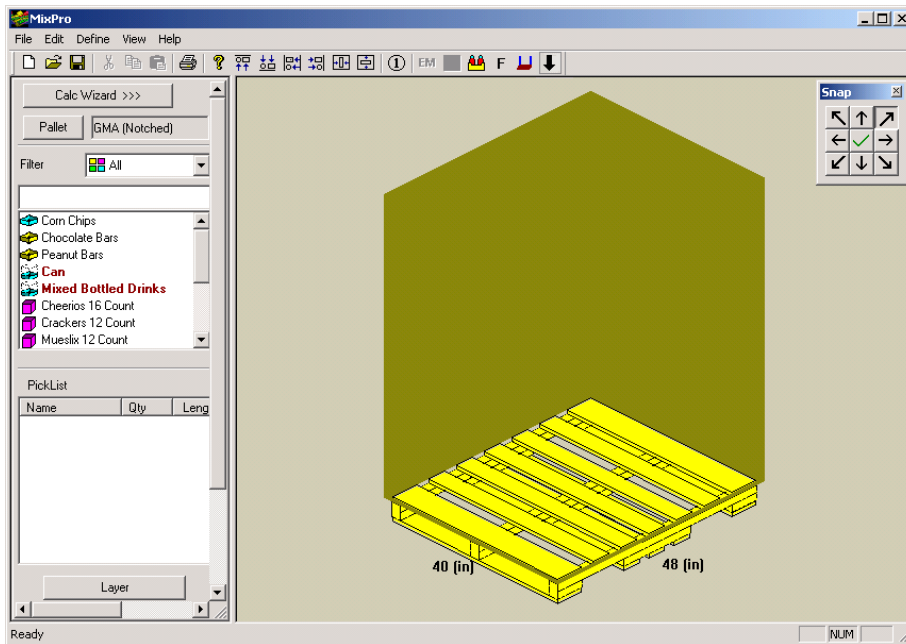 MixPro
File Edit Define View Help
EM F
Calc Wizard >>>
Pallet GMA (Notched)
Filter All
Corn Chips
Chocolate Bars
Peanut Bars
Can
Mixed Bottled Drinks
Cheerios 16 Count
Crackers 12 Count
Mueslix 12 Count
PickList
Name Qty Leng
Layer
Snap
40 (in) 48 (in)
Ready NUM